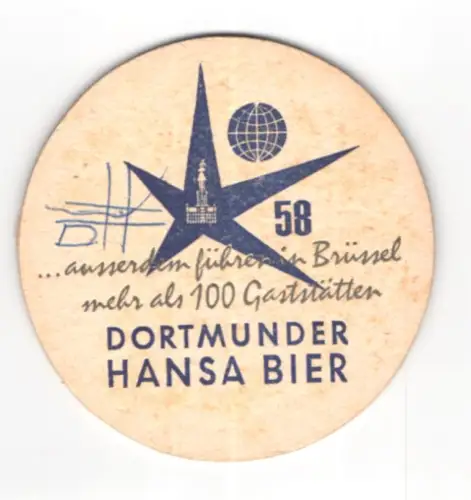 58
D.H
...ausserdem führen in Brüssel
mehr als 100 Gaststätten
DORTMUNDER
HANSA BIER